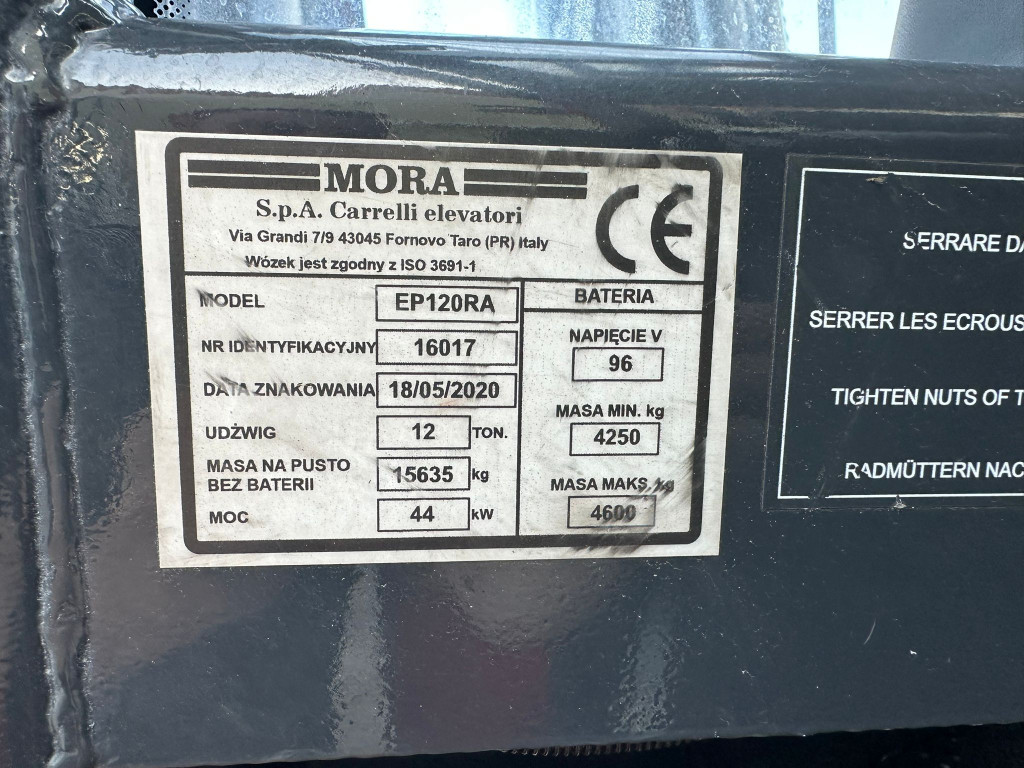 MORA
S.p.A. Carrelli elevatori
Via Grandi 7/9 43045 Fornovo Taro (PR) Italy
Wózek jest zgodny z ISO 3691-1
CE
MODEL EP120RA
NR IDENTYFIKACYJNY 16017
DATA ZNAKOWANIA 18/05/2020
UDŹWIG 12 TON.
MASA NA PUSTO
BEZ BATERII 15635 kg
MOC 44 kW
BATERIA
NAPIĘCIE V
96
MASA MIN. kg
4250
MASA MAKS. kg
4600
SERRARE DA
SERRER LES ECROUS
TIGHTEN NUTS OF T
RADMÜTTERN NAC